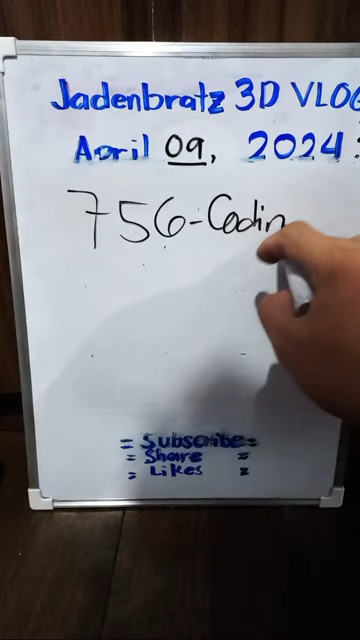 Jadenbratz 3D VLOG
April 09, 2024:
756-Codin
= Subscribe =
= Share =
= Likes =